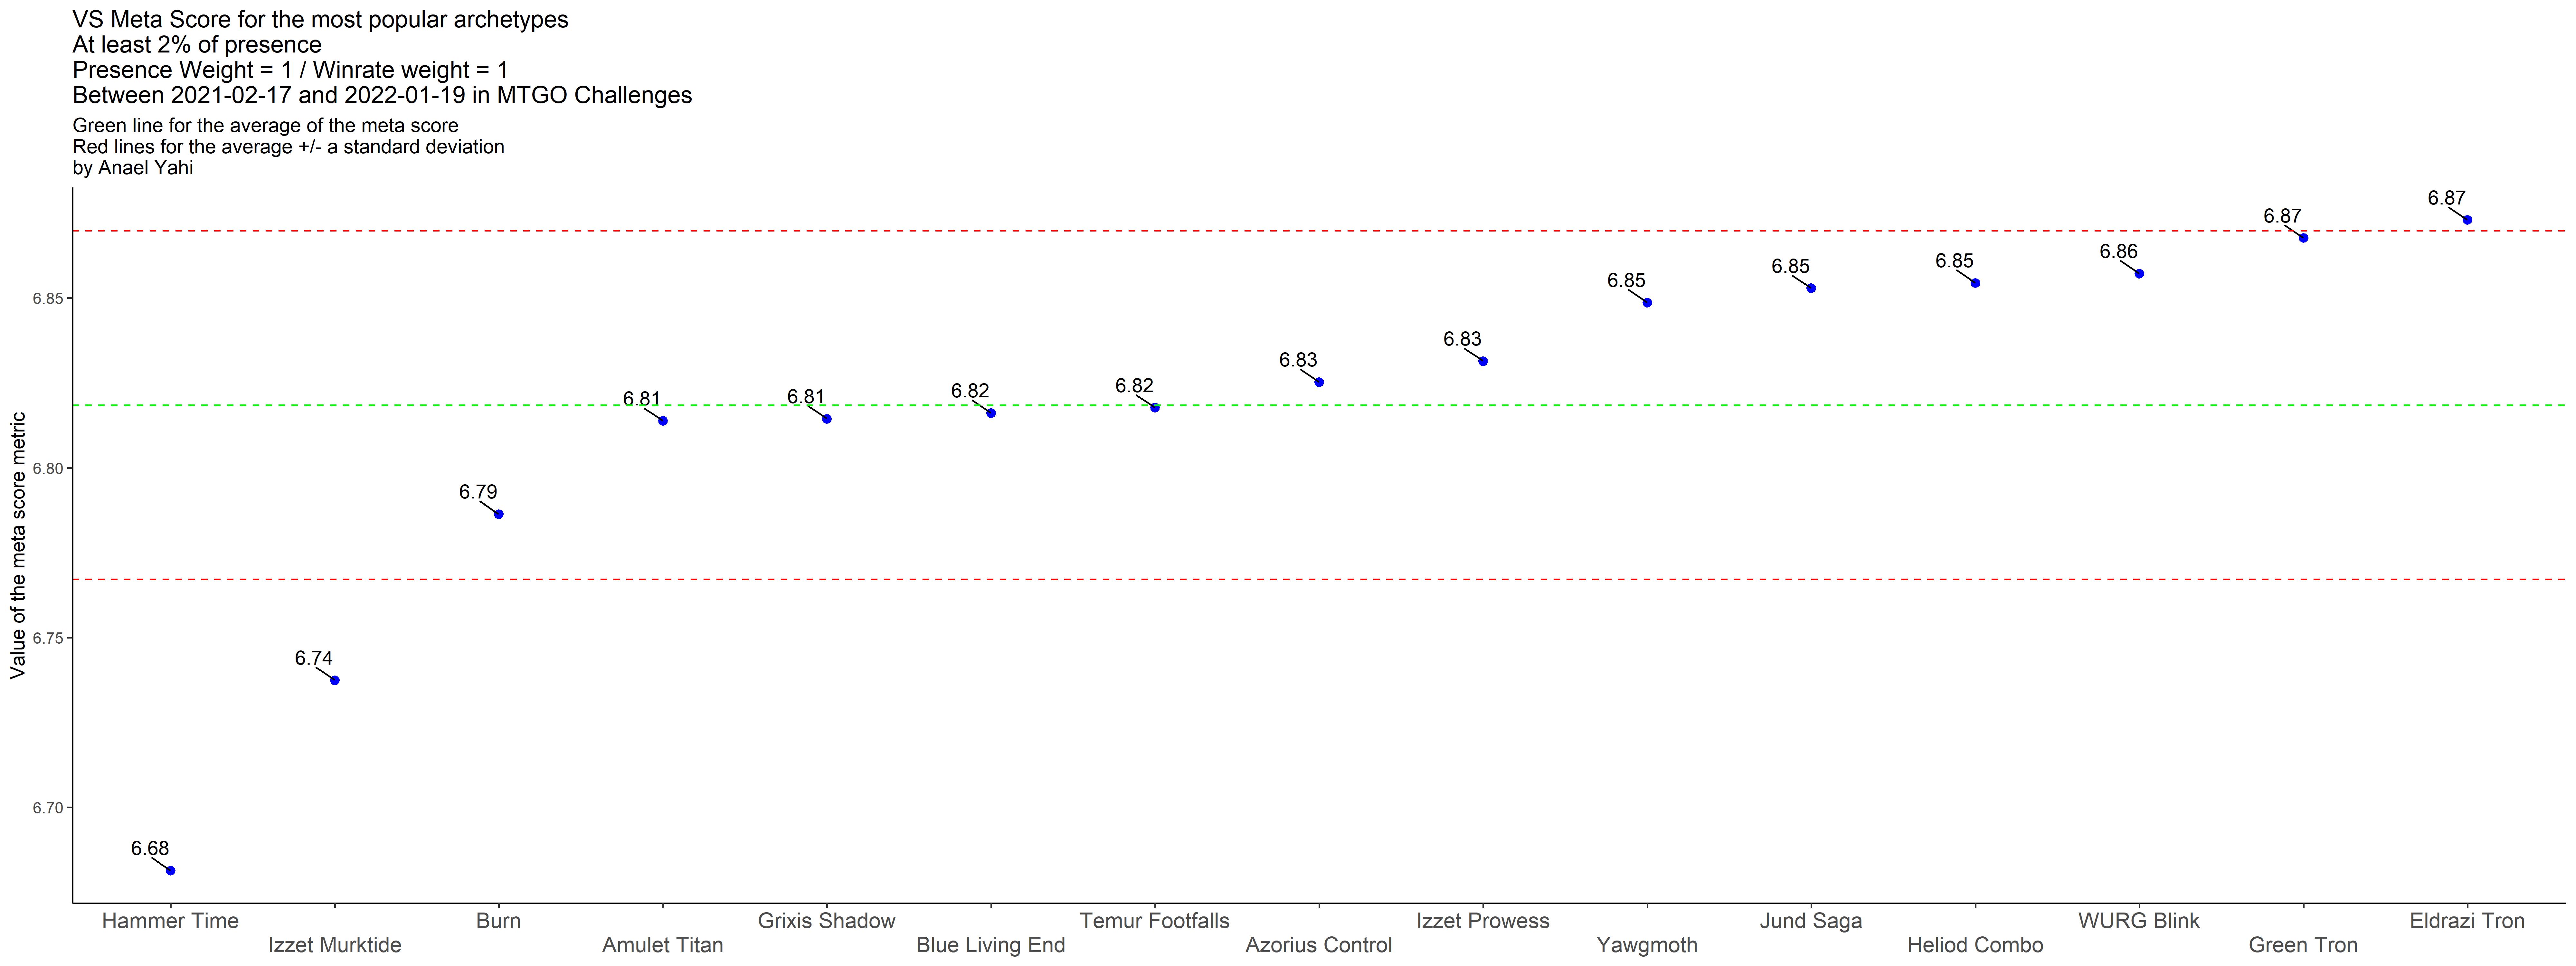 VS Meta Score for the most popular archetypes
At least 2% of presence
Presence Weight = 1 / Winrate weight = 1
Between 2021-02-17 and 2022-01-19 in MTGO Challenges
Green line for the average of the meta score
Red lines for the average +/- a standard deviation
by Anael Yahi
Value of the meta score metric
6.85
6.80
6.75
6.70
6.68
6.74
6.79
6.81
6.81
6.82
6.82
6.83
6.83
6.85
6.85
6.85
6.86
6.87
6.87
Hammer Time
Izzet Murktide
Burn
Amulet Titan
Grixis Shadow
Blue Living End
Temur Footfalls
Azorius Control
Izzet Prowess
Yawgmoth
Jund Saga
Heliod Combo
WURG Blink
Green Tron
Eldrazi Tron